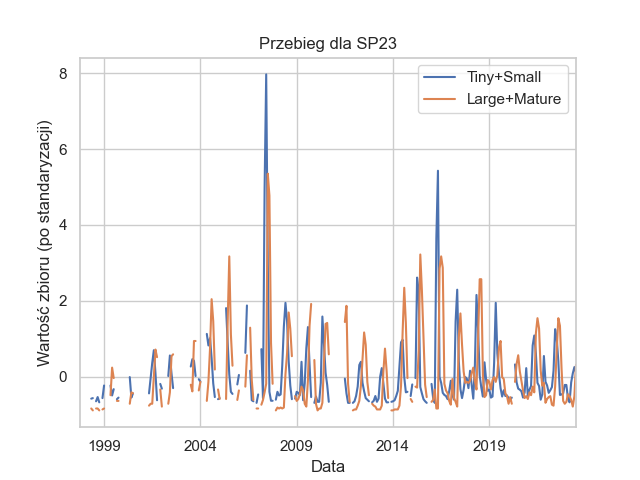 Przebieg dla SP23
Tiny+Small
Large+Mature
Wartość zbioru (po standaryzacji)
8
6
4
2
0
1999
2004
2009
2014
2019
Data